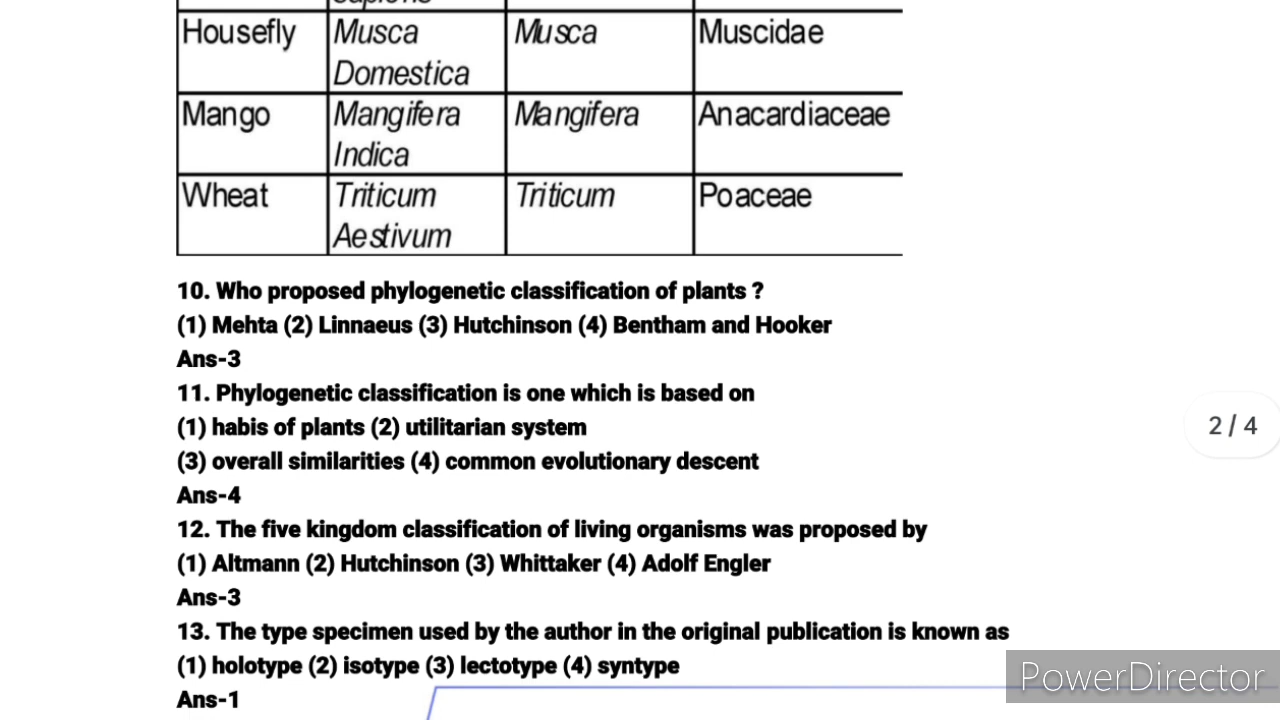 sapiens
Housefly Musca Musca Muscidae
Domestica
Mango Mangifera Mangifera Anacardiaceae
Indica
Wheat Triticum Triticum Poaceae
Aestivum
10. Who proposed phylogenetic classification of plants ?
(1) Mehta (2) Linnaeus (3) Hutchinson (4) Bentham and Hooker
Ans-3
11. Phylogenetic classification is one which is based on
(1) habis of plants (2) utilitarian system
(3) overall similarities (4) common evolutionary descent
Ans-4
2 / 4
12. The five kingdom classification of living organisms was proposed by
(1) Altmann (2) Hutchinson (3) Whittaker (4) Adolf Engler
Ans-3
13. The type specimen used by the author in the original publication is known as
(1) holotype (2) isotype (3) lectotype (4) syntype
Ans-1
PowerDirector